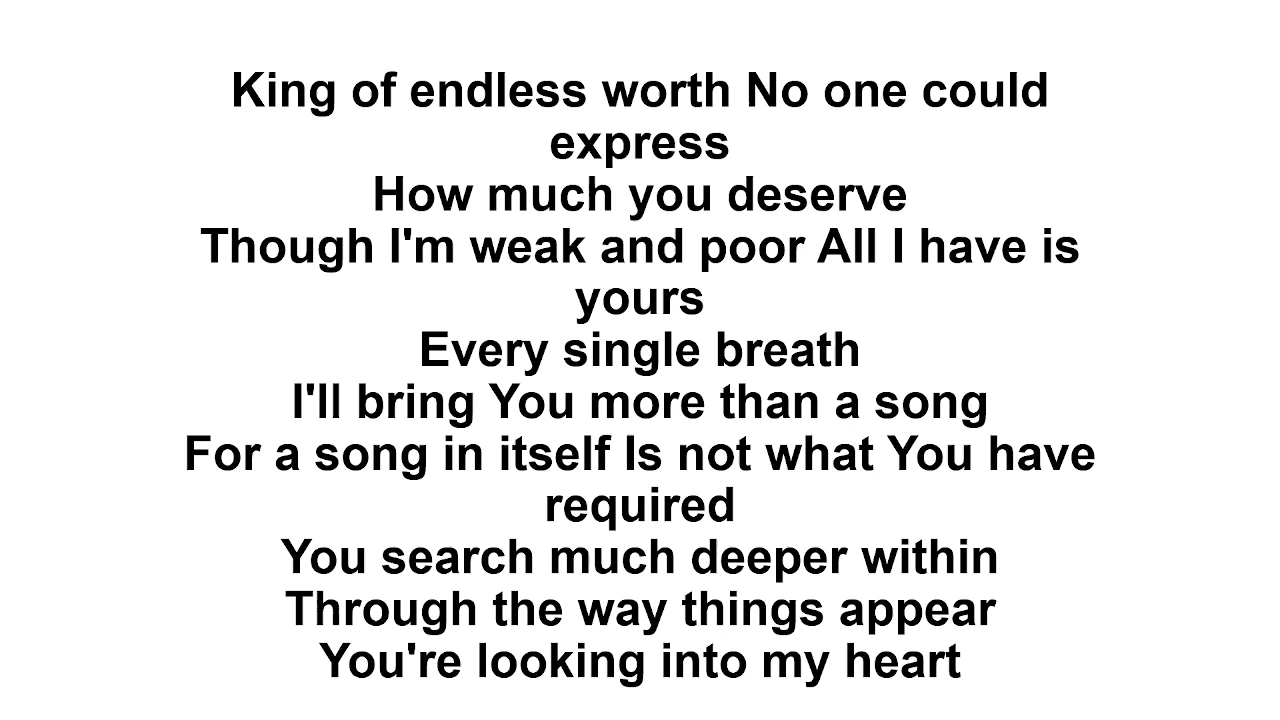 King of endless worth No one could
express
How much you deserve
Though I'm weak and poor All I have is
yours
Every single breath
I'll bring You more than a song
For a song in itself Is not what You have
required
You search much deeper within
Through the way things appear
You're looking into my heart